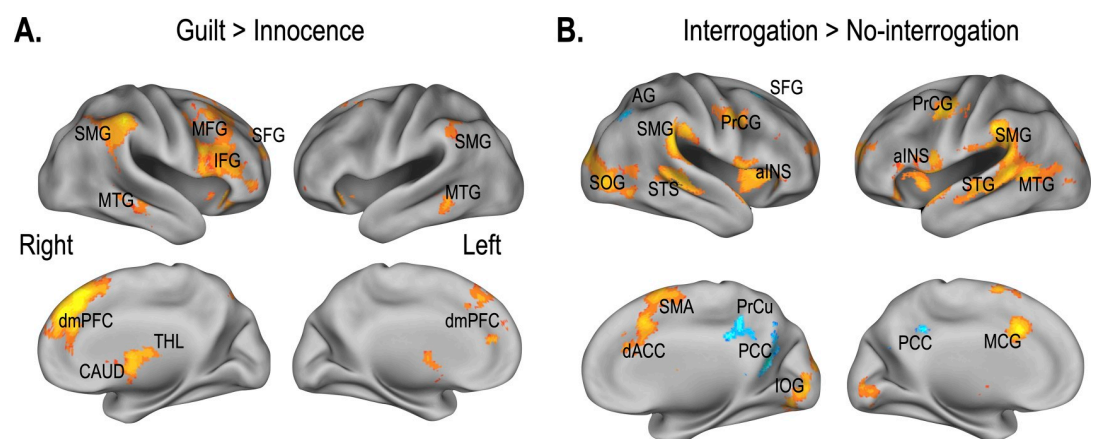 A.
Guilt > Innocence
SMG
MFG
SFG
IFG
MTG
SMG
MTG
Right
Left
dmPFC
THL
CAUD
dmPFC
B.
Interrogation > No-interrogation
AG
SFG
SMG
PrCG
SOG
STS
aINS
PrCG
SMG
aINS
STG
MTG
SMA
PrCu
dACC
PCC
IOG
PCC
MCG